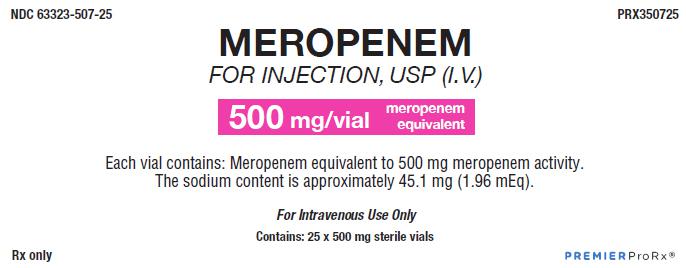 NDC 63323-507-25 PRX350725
MEROPENEM
FOR INJECTION, USP (I.V.)
500 mg/vial meropenem equivalent
Each vial contains: Meropenem equivalent to 500 mg meropenem activity.
The sodium content is approximately 45.1 mg (1.96 mEq).
For Intravenous Use Only
Contains: 25 x 500 mg sterile vials
Rx only PREMIERProRx®